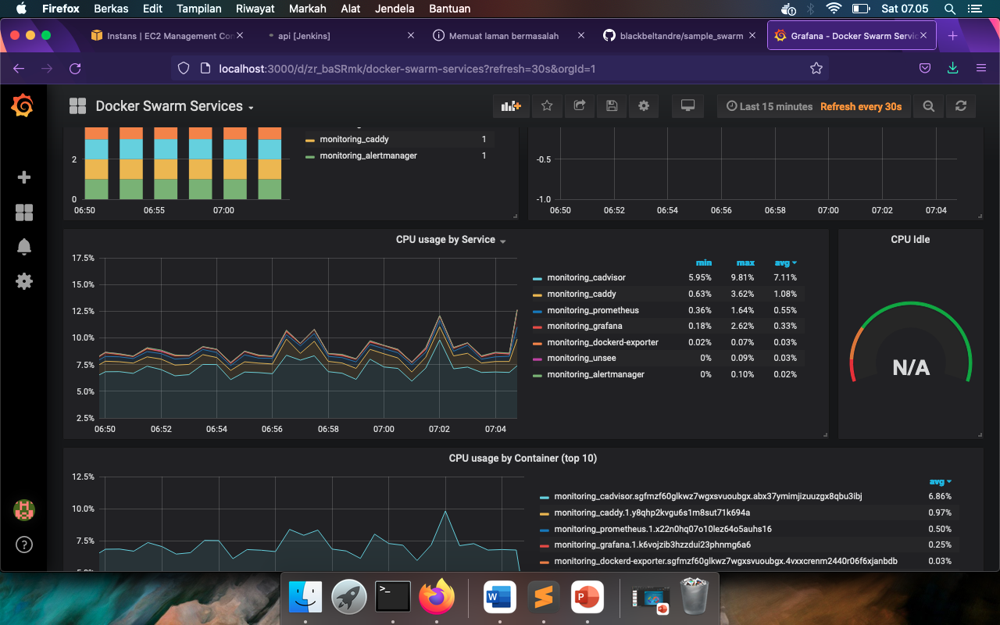 Firefox Berkas Edit Tampilan Riwayat Markah Alat Jendela Bantuan Sat 07.05
Instans | EC2 Management Con
api [Jenkins]
Memuat laman bermasalah
blackbeltandre/sample_swarm
Grafana - Docker Swarm Servic
localhost:3000/d/zr_baSRmk/docker-swarm-services?refresh=30s&orgId=1
Docker Swarm Services
Last 15 minutes Refresh every 30s
2
0
06:50 06:55 07:00
monitoring_caddy 1
monitoring_alertmanager 1
-0.5
-1.0
06:50 06:52 06:54 06:56 06:58 07:00 07:02 07:04
CPU usage by Service
17.5%
15.0%
12.5%
10.0%
7.5%
5.0%
2.5%
06:50 06:52 06:54 06:56 06:58 07:00 07:02 07:04
min max avg
monitoring_cadvisor 5.95% 9.81% 7.11%
monitoring_caddy 0.63% 3.62% 1.08%
monitoring_prometheus 0.36% 1.64% 0.55%
monitoring_grafana 0.18% 2.62% 0.33%
monitoring_dockerd-exporter 0.02% 0.07% 0.03%
monitoring_unsee 0% 0.09% 0.03%
monitoring_alertmanager 0% 0.10% 0.02%
CPU Idle
N/A
CPU usage by Container (top 10)
12.5%
10.0%
7.5%
avg
monitoring_cadvisor.sgfmzf60glkwz7wgxsvuoubgx.abx37ymimjizuuzgx8qbu3ibj 6.86%
monitoring_caddy.1.y8qhp2kvgu6s1m8sut71k694a 0.97%
monitoring_prometheus.1.x22n0hq07o10lez64o5auhs16 0.50%
monitoring_grafana.1.k6vojzib3hzzdui23phnmg6a6 0.25%
monitoring_dockerd-exporter.sgfmzf60glkwz7wgxsvuoubgx.4vxxcrenm2440r06f6xjanbdb 0.03%